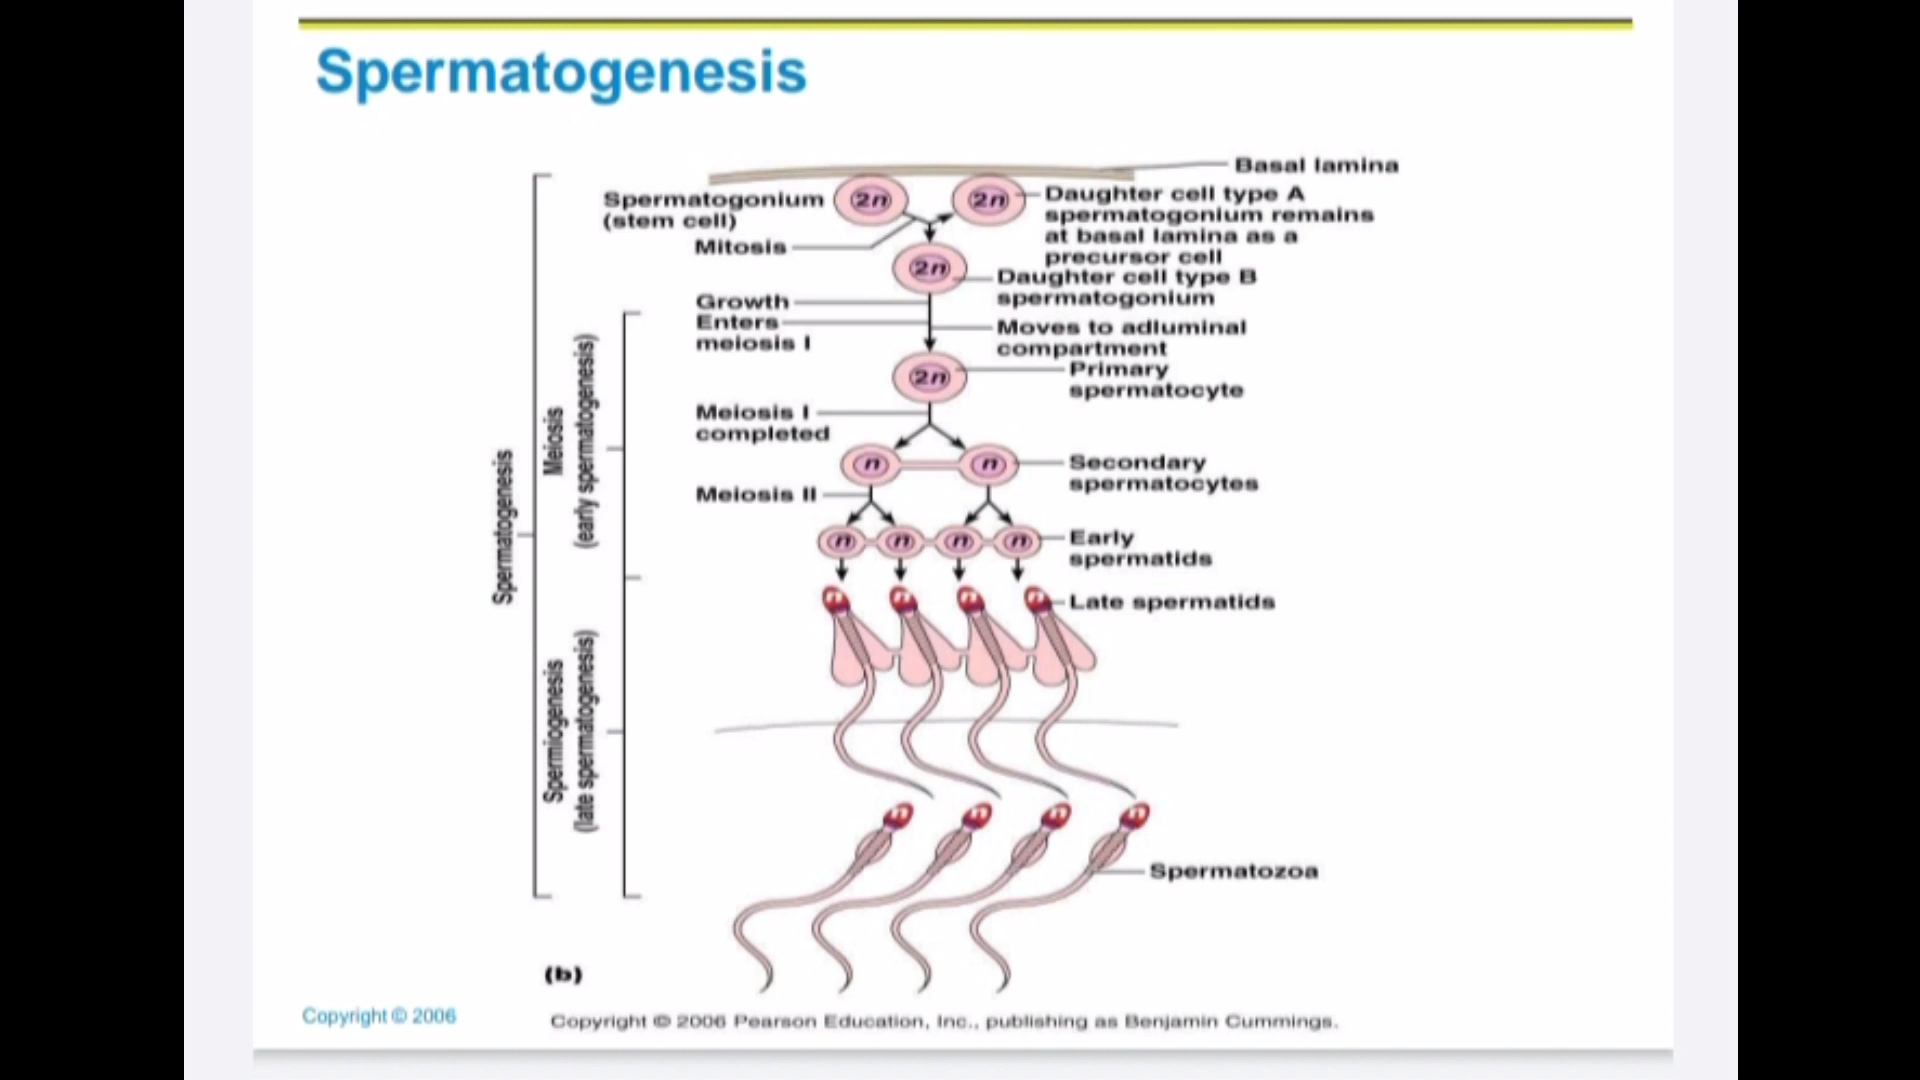 Spermatogenesis
Basal lamina
Spermatogonium
(stem cell)
2n
2n
Daughter cell type A
spermatogonium remains
at basal lamina as a
precursor cell
Mitosis
2n
Daughter cell type B
spermatogonium
Growth
Enters
meiosis I
Moves to adluminal
compartment
2n
Primary
spermatocyte
Meiosis I
completed
n
n
Secondary
spermatocytes
Meiosis II
n
n
n
n
Early
spermatids
n
n
n
n
Late spermatids
n
n
n
n
Spermatozoa
Spermatogenesis
Meiosis
(early spermatogenesis)
Spermiogenesis
(late spermatogenesis)
(b)
Copyright © 2006
Copyright © 2006 Pearson Education, Inc., publishing as Benjamin Cummings.